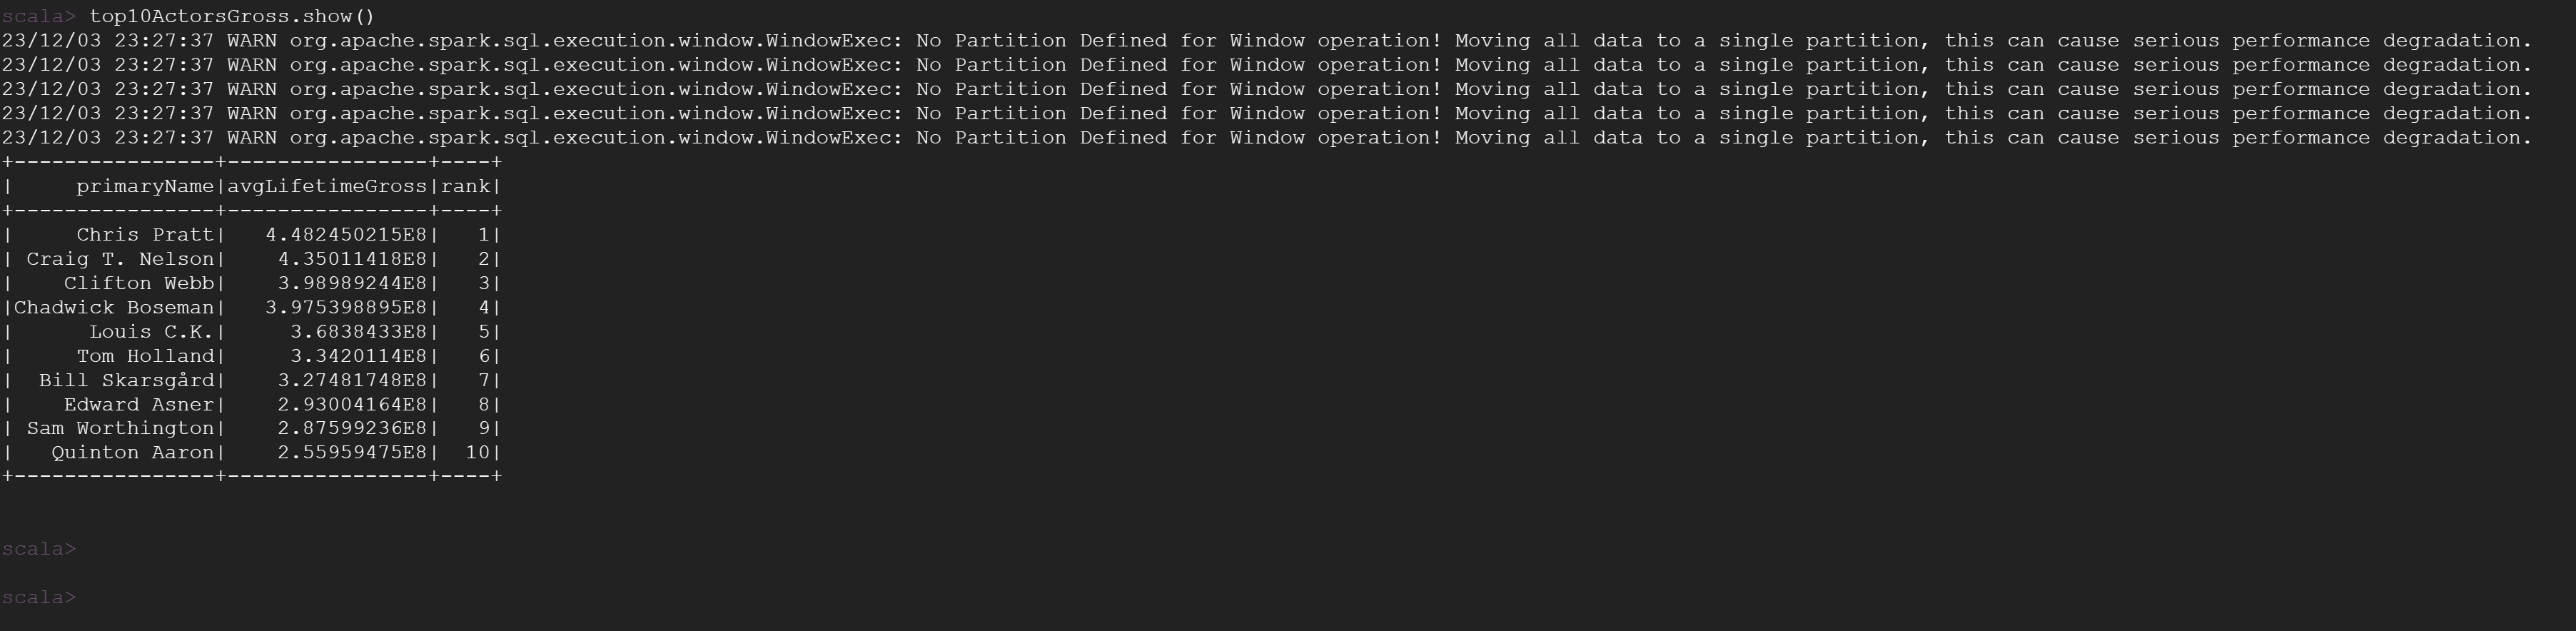 scala> top10ActorsGross.show()
23/12/03 23:27:37 WARN org.apache.spark.sql.execution.window.WindowExec: No Partition Defined for Window operation! Moving all data to a single partition, this can cause serious performance degradation.
23/12/03 23:27:37 WARN org.apache.spark.sql.execution.window.WindowExec: No Partition Defined for Window operation! Moving all data to a single partition, this can cause serious performance degradation.
23/12/03 23:27:37 WARN org.apache.spark.sql.execution.window.WindowExec: No Partition Defined for Window operation! Moving all data to a single partition, this can cause serious performance degradation.
23/12/03 23:27:37 WARN org.apache.spark.sql.execution.window.WindowExec: No Partition Defined for Window operation! Moving all data to a single partition, this can cause serious performance degradation.
23/12/03 23:27:37 WARN org.apache.spark.sql.execution.window.WindowExec: No Partition Defined for Window operation! Moving all data to a single partition, this can cause serious performance degradation.
+----------------+----------------+----+
|     primaryName|avgLifetimeGross|rank|
+----------------+----------------+----+
|     Chris Pratt|   4.482450215E8|   1|
| Craig T. Nelson|    4.35011418E8|   2|
|    Clifton Webb|    3.98989244E8|   3|
|Chadwick Boseman|   3.975398895E8|   4|
|      Louis C.K.|     3.6838433E8|   5|
|     Tom Holland|     3.3420114E8|   6|
|  Bill Skarsgård|    3.27481748E8|   7|
|    Edward Asner|    2.93004164E8|   8|
| Sam Worthington|    2.87599236E8|   9|
|   Quinton Aaron|    2.55959475E8|  10|
+----------------+----------------+----+
scala>
scala>